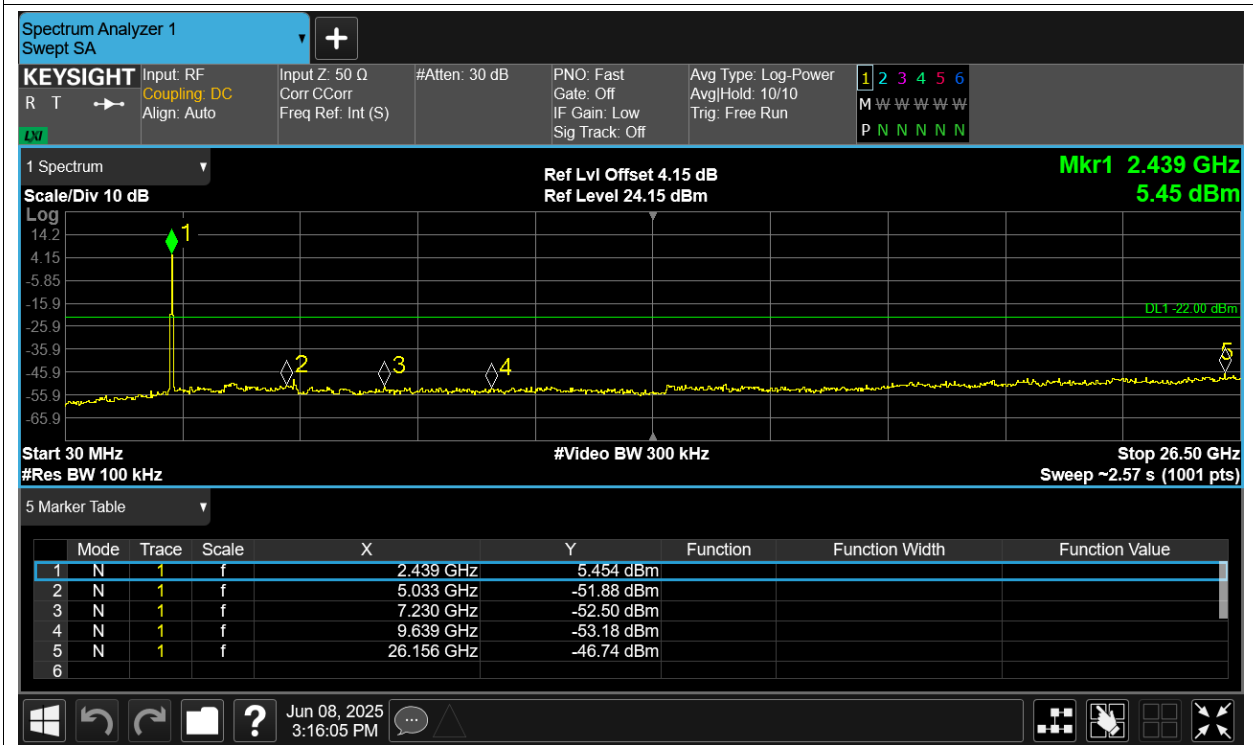 Spectrum Analyzer 1
Swept SA
+
KEYSIGHT
R T
LXI
Input: RF
Coupling: DC
Align: Auto
Input Z: 50 Ω
Corr CCorr
Freq Ref: Int (S)
#Atten: 30 dB
PNO: Fast
Gate: Off
IF Gain: Low
Sig Track: Off
Avg Type: Log-Power
Avg|Hold: 10/10
Trig: Free Run
1 2 3 4 5 6
M W W W W W
P N N N N N
1 Spectrum
Scale/Div 10 dB
Ref Lvl Offset 4.15 dB
Ref Level 24.15 dBm
Mkr1 2.439 GHz
5.45 dBm
Log
14.2
4.15
-5.85
-15.9
-25.9
-35.9
-45.9
-55.9
-65.9
1
2
3
4
5
DL1 -22.00 dBm
Start 30 MHz
#Video BW 300 kHz
Stop 26.50 GHz
#Res BW 100 kHz
Sweep ~2.57 s (1001 pts)
5 Marker Table
Mode Trace Scale X Y Function Function Width Function Value
1 N 1 f 2.439 GHz 5.454 dBm
2 N 1 f 5.033 GHz -51.88 dBm
3 N 1 f 7.230 GHz -52.50 dBm
4 N 1 f 9.639 GHz -53.18 dBm
5 N 1 f 26.156 GHz -46.74 dBm
6
?
Jun 08, 2025
3:16:05 PM